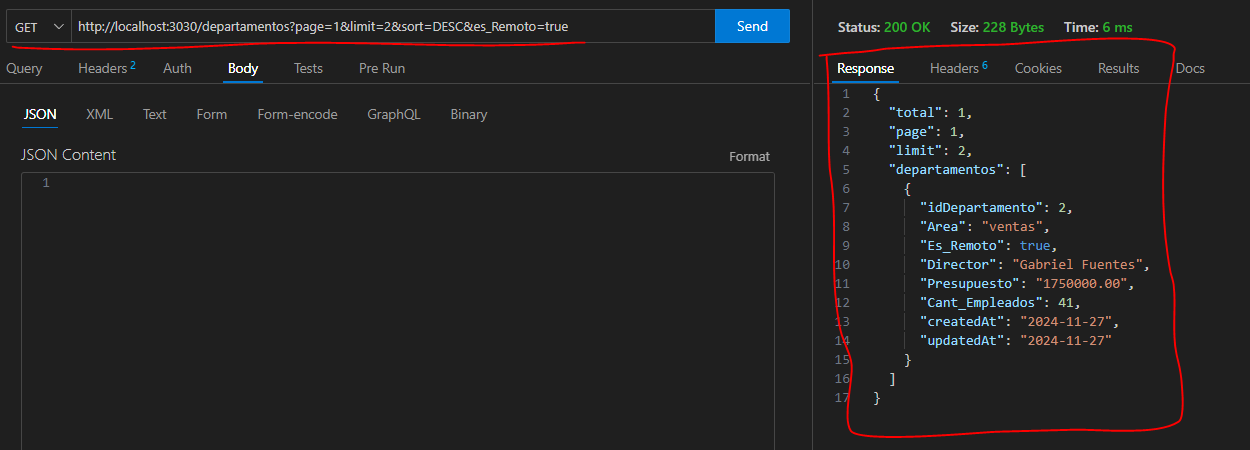 GET http://localhost:3030/departamentos?page=1&limit=2&sort=DESC&es_Remoto=true Send
Query Headers 2 Auth Body Tests Pre Run
JSON XML Text Form Form-encode GraphQL Binary
JSON Content Format
1
Status: 200 OK Size: 228 Bytes Time: 6 ms
Response Headers 6 Cookies Results Docs
1 {
2 "total": 1,
3 "page": 1,
4 "limit": 2,
5 "departamentos": [
6 {
7 "idDepartamento": 2,
8 "Area": "ventas",
9 "Es_Remoto": true,
10 "Director": "Gabriel Fuentes",
11 "Presupuesto": "1750000.00",
12 "Cant_Empleados": 41,
13 "createdAt": "2024-11-27",
14 "updatedAt": "2024-11-27"
15 }
16 ]
17 }